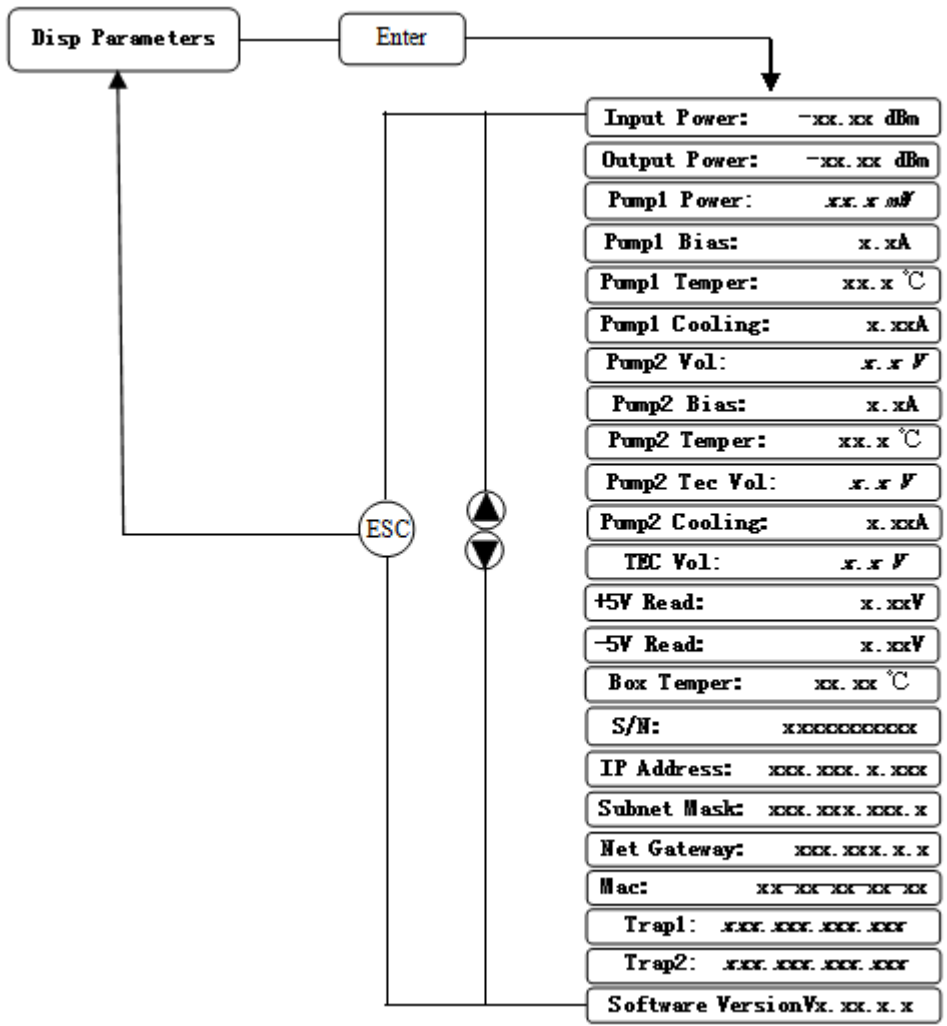 Disp Parameters
Enter
Input Power: -xx.xx dBm
Output Power: -xx.xx dBm
Pump1 Power: xx.x mW
Pump1 Bias: x.xA
Pump1 Temper: xx.x ℃
Pump1 Cooling: x.xxA
Pump2 Vol: x.x V
Pump2 Bias: x.xA
Pump2 Temper: xx.x ℃
Pump2 Tec Vol: x.x V
Pump2 Cooling: x.xxA
TEC Vol: x.x V
+5V Read: x.xxV
-5V Read: x.xxV
Box Temper: xx.xx ℃
S/N: xxxxxxxxxxx
IP Address: xxx.xxx.x.xxx
Subnet Mask: xxx.xxx.xxx.x
Net Gateway: xxx.xxx.x.x
Mac: xx-xx-xx-xx-xx
Trap1: xxx.xxx.xxx.xxx
Trap2: xxx.xxx.xxx.xxx
Software VersionVx.xx.x.x
ESC